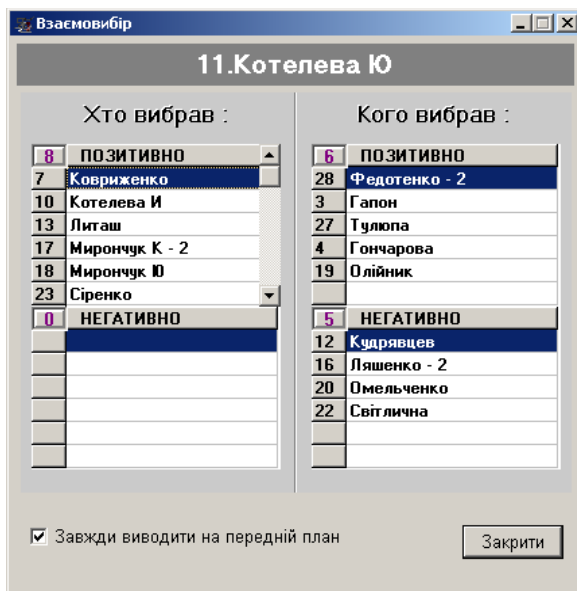 Взаємовибір
11.Котелева Ю
Хто вибрав :
8 ПОЗИТИВНО
7 Ковриженко
10 Котелева И
13 Литаш
17 Мирончук К - 2
18 Мирончук Ю
23 Сіренко
0 НЕГАТИВНО
Кого вибрав :
6 ПОЗИТИВНО
28 Федотенко - 2
3 Гапон
27 Тулюпа
4 Гончарова
19 Олійник
5 НЕГАТИВНО
12 Кудрявцев
16 Ляшенко - 2
20 Омельченко
22 Світлична
Завжди виводити на передній план
Закрити